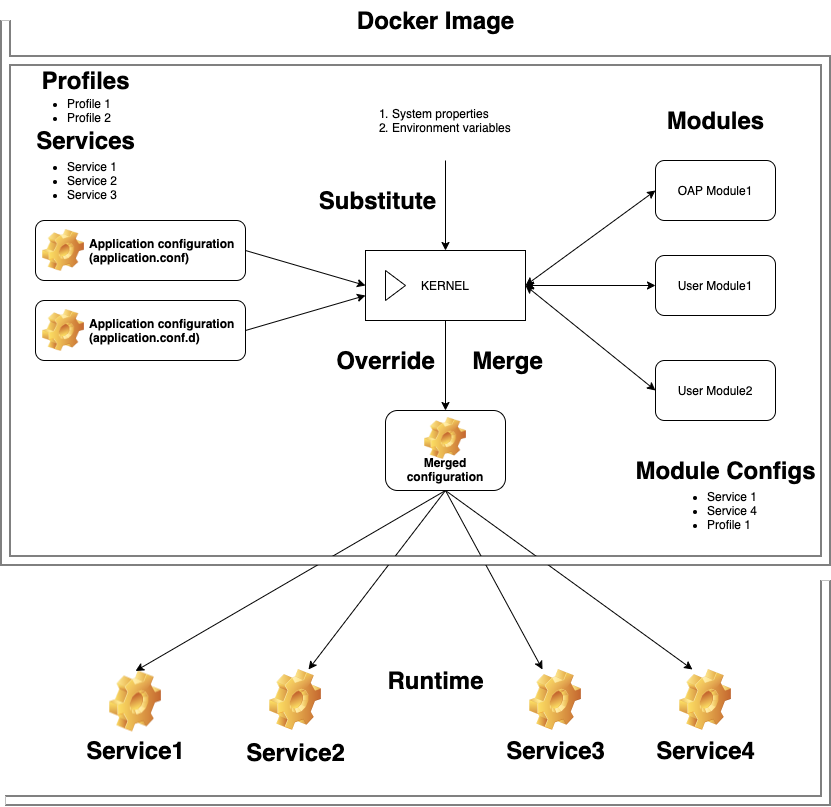 Docker Image
Profiles
• Profile 1
• Profile 2
Services
• Service 1
• Service 2
• Service 3
1. System properties
2. Environment variables
Modules
Substitute
OAP Module1
Application configuration
(application.conf)
KERNEL
User Module1
Application configuration
(application.conf.d)
Override
Merge
User Module2
Merged
configuration
Module Configs
• Service 1
• Service 4
• Profile 1
Runtime
Service1
Service2
Service3
Service4